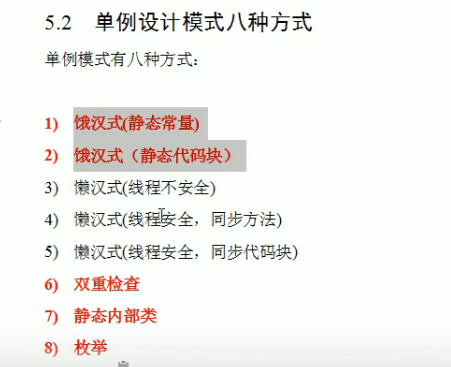 5.2 单例设计模式八种方式
单例模式有八种方式：
1) 饿汉式(静态常量)
2) 饿汉式（静态代码块）
3) 懒汉式(线程不安全)
4) 懒汉式(线程安全，同步方法)
5) 懒汉式(线程安全，同步代码块)
6) 双重检查
7) 静态内部类
8) 枚举